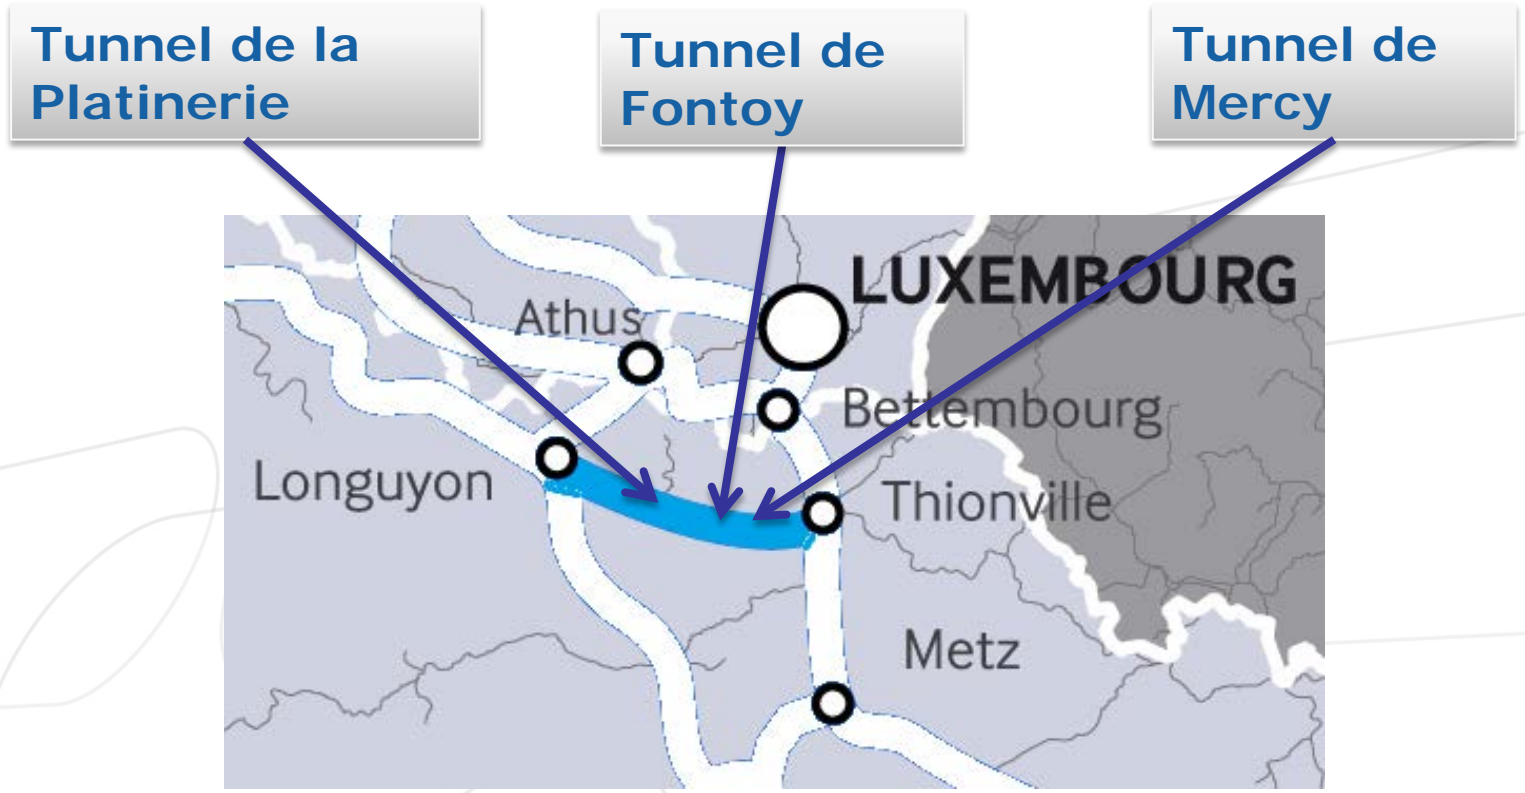 Tunnel de la
Platinerie
Tunnel de
Fontoy
Tunnel de
Mercy
LUXEMBOURG
Athus
Bettembourg
Longuyon
Thionville
Metz